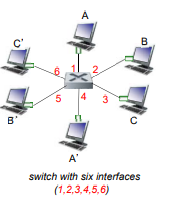 A
C'
B
6 1 2
5 4 3
B'
C
A'
switch with six interfaces
(1,2,3,4,5,6)